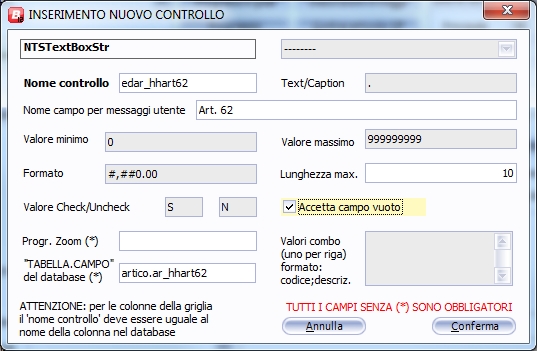 INSERIMENTO NUOVO CONTROLLO
NTSTextBoxStr
--------
Nome controllo
edar_hhart62
Text/Caption
.
Nome campo per messaggi utente
Art. 62
Valore minimo
0
Valore massimo
999999999
Formato
#,##0.00
Lunghezza max.
10
Valore Check/Uncheck
S
N
Accetta campo vuoto
Progr. Zoom (*)
Valori combo
(uno per riga)
formato:
codice;descriz.
"TABELLA.CAMPO"
del database (*)
artico.ar_hhart62
ATTENZIONE: per le colonne della griglia
il 'nome controllo' deve essere uguale al
nome della colonna nel database
TUTTI I CAMPI SENZA (*) SONO OBBLIGATORI
Annulla
Conferma